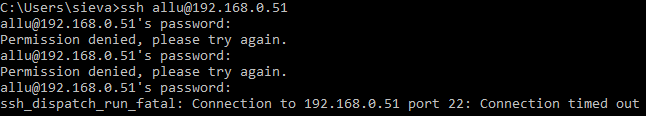 C:\Users\sieva>ssh allu@192.168.0.51
allu@192.168.0.51's password:
Permission denied, please try again.
allu@192.168.0.51's password:
Permission denied, please try again.
allu@192.168.0.51's password:
ssh_dispatch_run_fatal: Connection to 192.168.0.51 port 22: Connection timed out